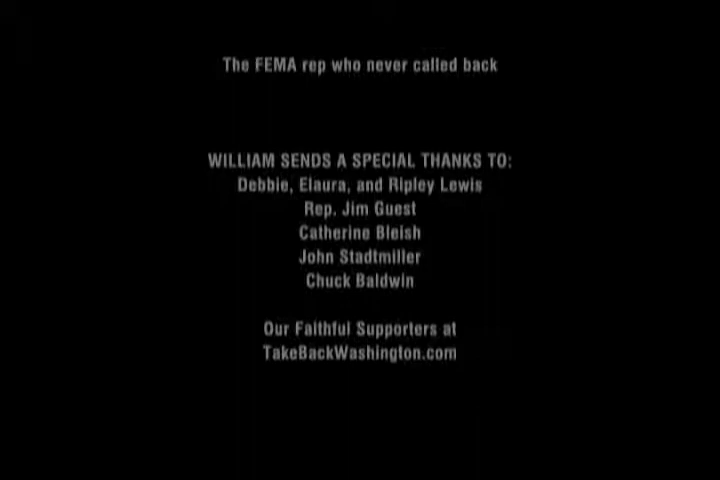 The FEMA rep who never called back
WILLIAM SENDS A SPECIAL THANKS TO:
Debbie, Elaura, and Ripley Lewis
Rep. Jim Guest
Catherine Bleish
John Stadtmiller
Chuck Baldwin
Our Faithful Supporters at
TakeBackWashington.com